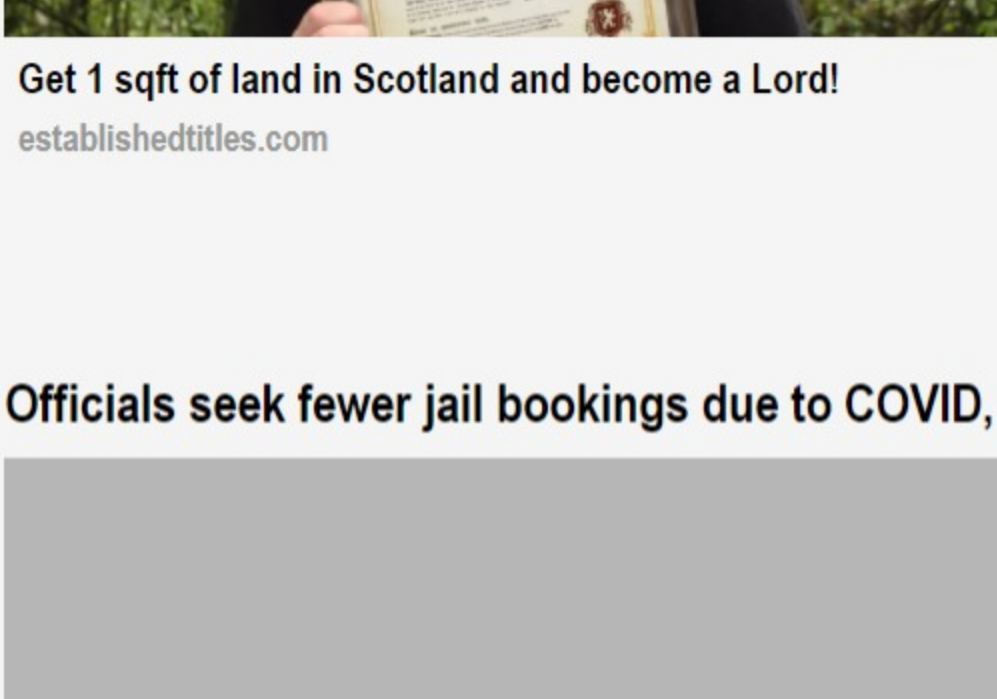 Get 1 sqft of land in Scotland and become a Lord!
establishedtitles.com
Officials seek fewer jail bookings due to COVID,